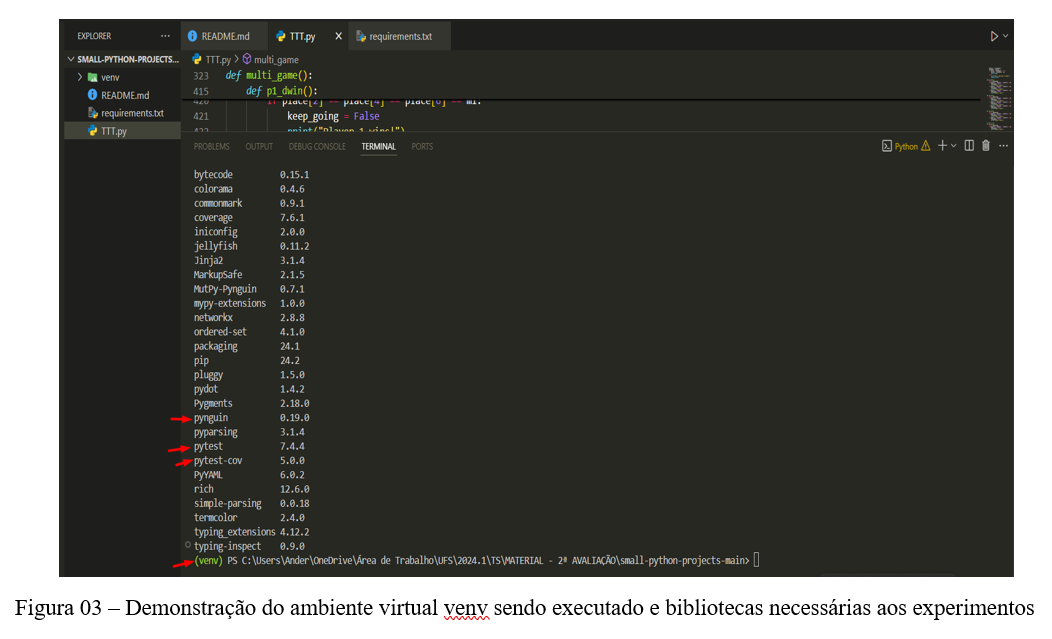 EXPLORER ···
README.md TTT.py requirements.txt
SMALL-PYTHON-PROJECTS...
venv
README.md
requirements.txt
TTT.py
TTT.py > multi_game
323 def multi_game():
415 def p1_dwin():
420 if place[2] == place[4] == place[6] == m1:
421 keep_going = False
422 print("Player 1 wins!")
PROBLEMS OUTPUT DEBUG CONSOLE TERMINAL PORTS Python
bytecode 0.15.1
colorama 0.4.6
commonmark 0.9.1
coverage 7.6.1
iniconfig 2.0.0
jellyfish 0.11.2
Jinja2 3.1.4
MarkupSafe 2.1.5
MutPy-Pynguin 0.7.1
mypy-extensions 1.0.0
networkx 2.8.8
ordered-set 4.1.0
packaging 24.1
pip 24.2
pluggy 1.5.0
pydot 1.4.2
Pygments 2.18.0
pynguin 0.19.0
pyparsing 3.1.4
pytest 7.4.4
pytest-cov 5.0.0
PyYAML 6.0.2
rich 12.6.0
simple-parsing 0.0.18
termcolor 2.4.0
typing_extensions 4.12.2
typing-inspect 0.9.0
(venv) PS C:\Users\Ander\OneDrive\Área de Trabalho\UFS\2024.1\TS\MATERIAL - 2ª AVALIAÇÃO\small-python-projects-main>
Figura 03 – Demonstração do ambiente virtual venv sendo executado e bibliotecas necessárias aos experimentos